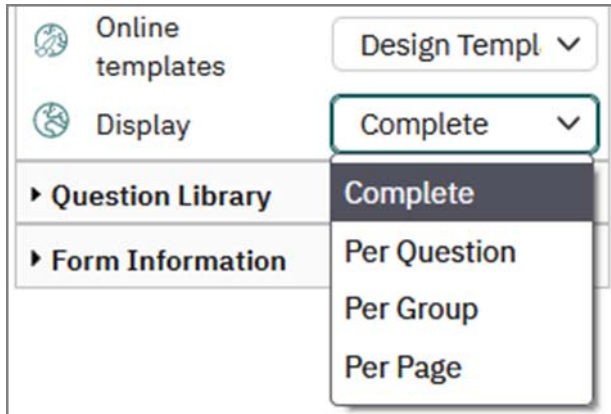 Online
templates
Design Templ
Display
Complete
Question Library
Complete
Form Information
Per Question
Per Group
Per Page